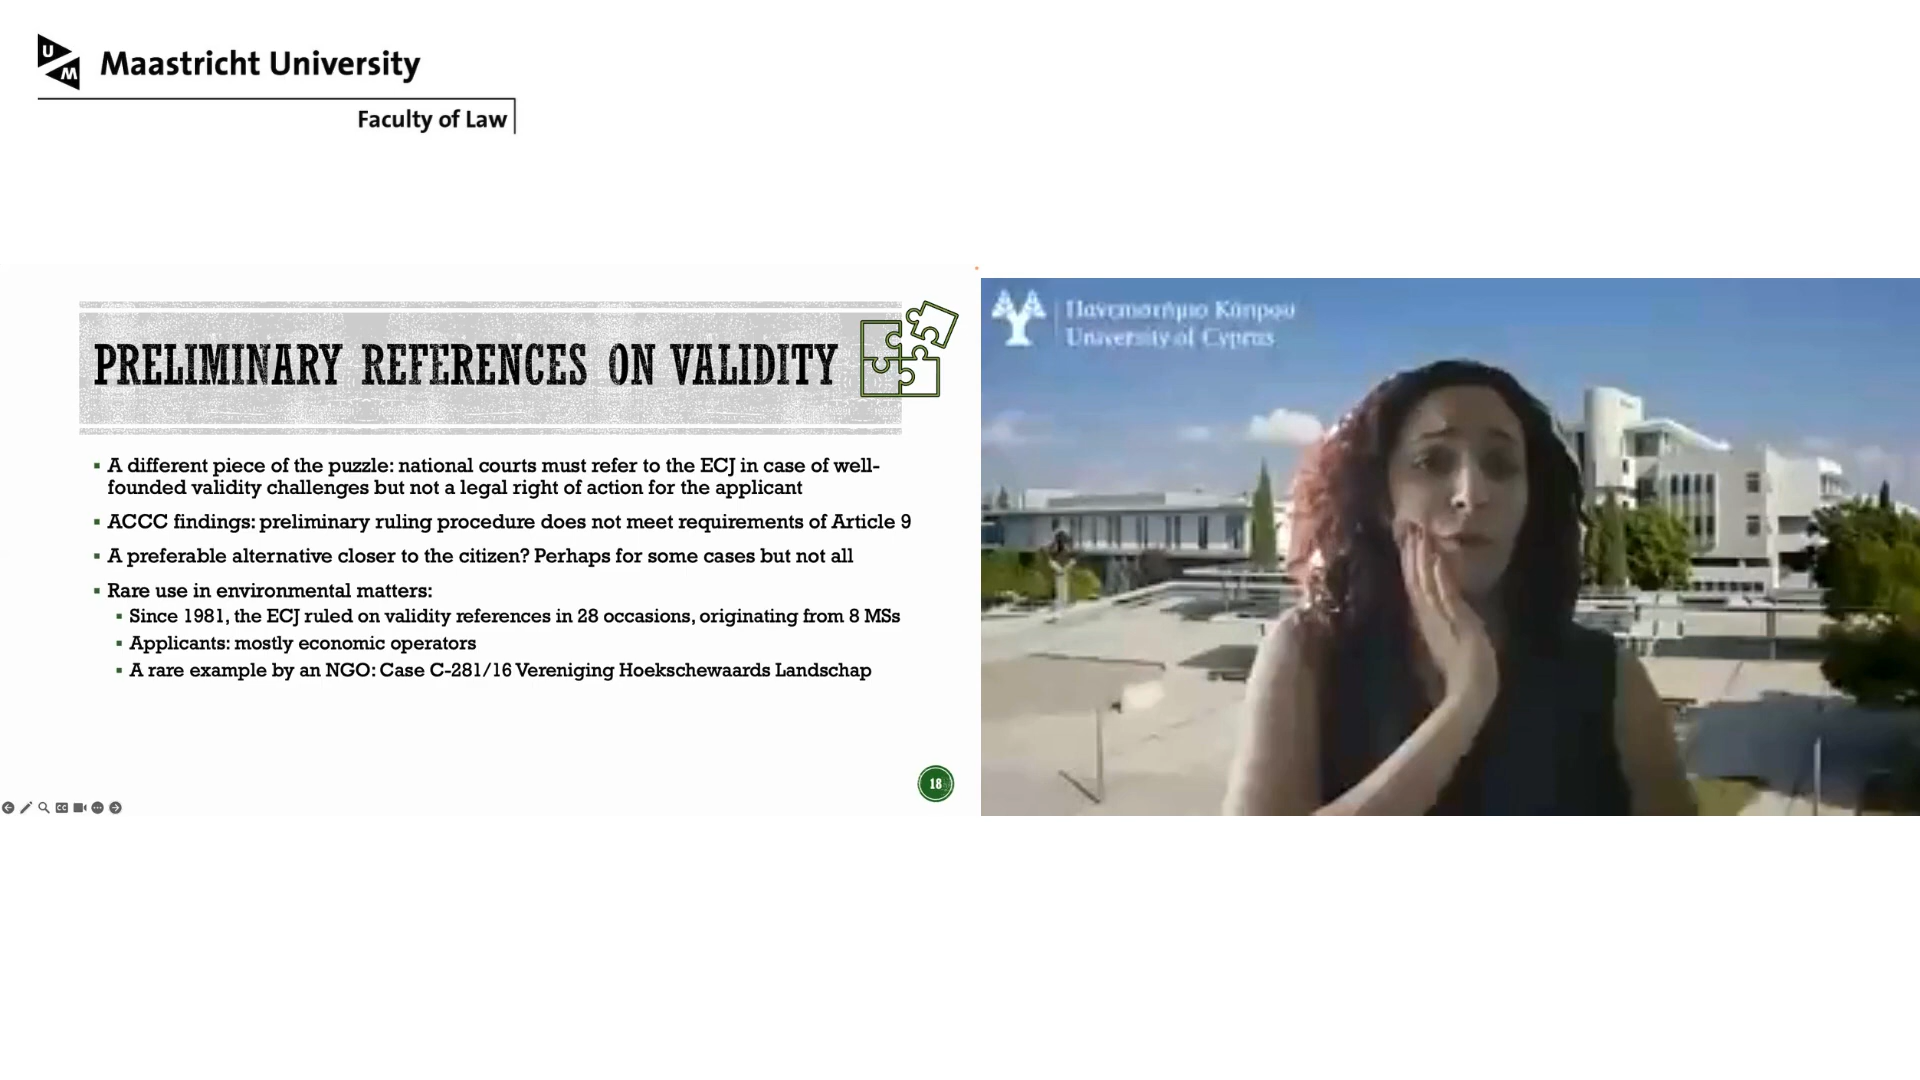 U
M
Maastricht University
Faculty of Law
PRELIMINARY REFERENCES ON VALIDITY
▪ A different piece of the puzzle: national courts must refer to the ECJ in case of well-
founded validity challenges but not a legal right of action for the applicant
▪ ACCC findings: preliminary ruling procedure does not meet requirements of Article 9
▪ A preferable alternative closer to the citizen? Perhaps for some cases but not all
▪ Rare use in environmental matters:
▪ Since 1981, the ECJ ruled on validity references in 28 occasions, originating from 8 MSs
▪ Applicants: mostly economic operators
▪ A rare example by an NGO: Case C-281/16 Vereniging Hoekschewaards Landschap
18
Πανεπιστήμιο Κύπρου
University of Cyprus